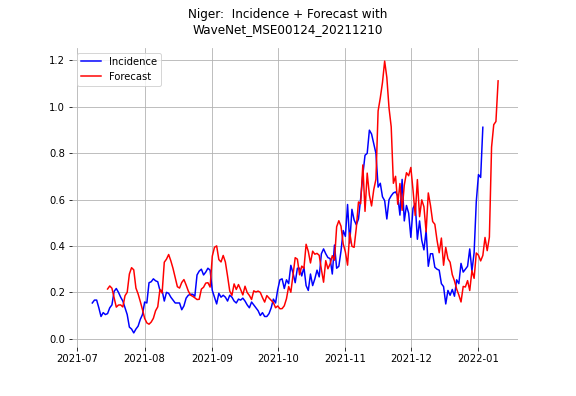 Niger:  Incidence + Forecast with
WaveNet_MSE00124_20211210
1.2
1.0
0.8
0.6
0.4
0.2
0.0
Incidence
Forecast
2021-07 2021-08 2021-09 2021-10 2021-11 2021-12 2022-01